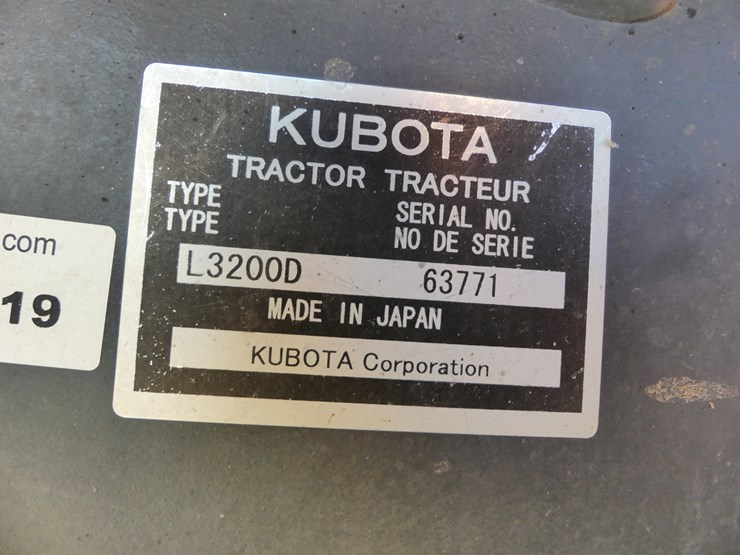 KUBOTA
TRACTOR TRACTEUR
TYPE SERIAL NO.
TYPE NO DE SERIE
L3200D 63771
MADE IN JAPAN
KUBOTA Corporation
.com
19